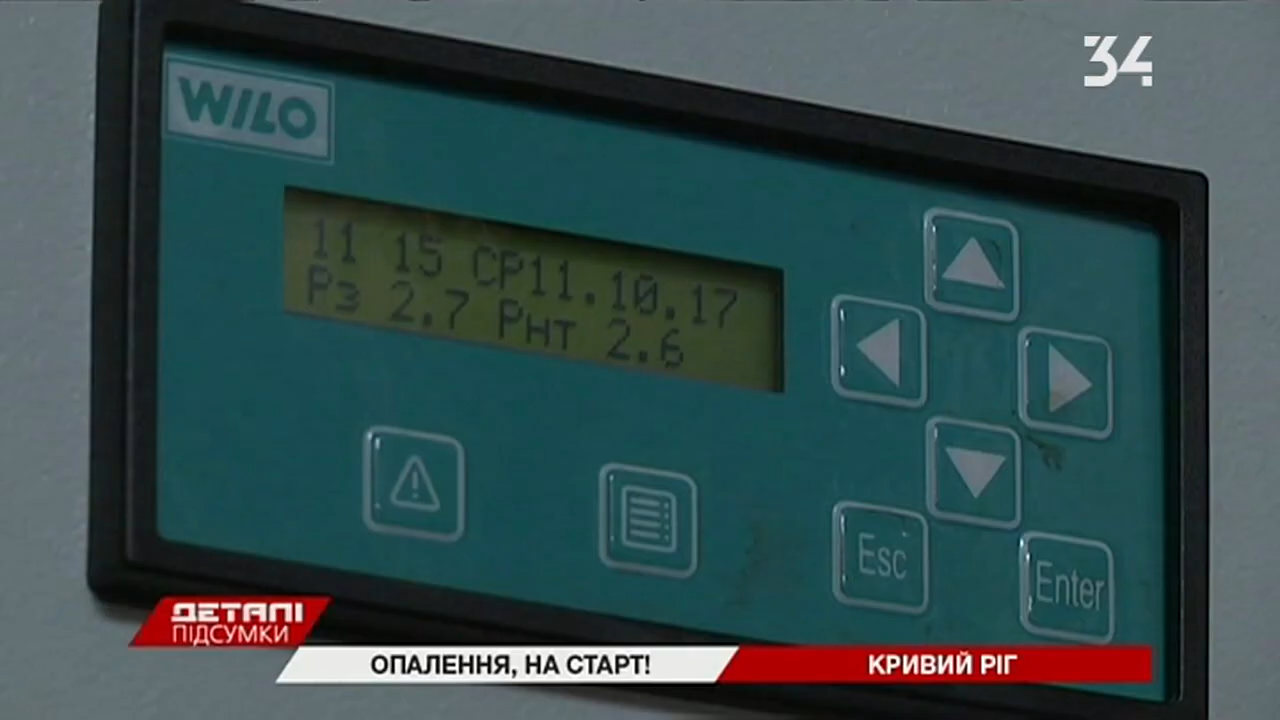 34
WILO
11 15 СР11.10.17
Рз 2.7 Рнт 2.6
Esc
Enter
ДЕТАЛІ
ПІДСУМКИ
ОПАЛЕННЯ, НА СТАРТ!
КРИВИЙ РІГ